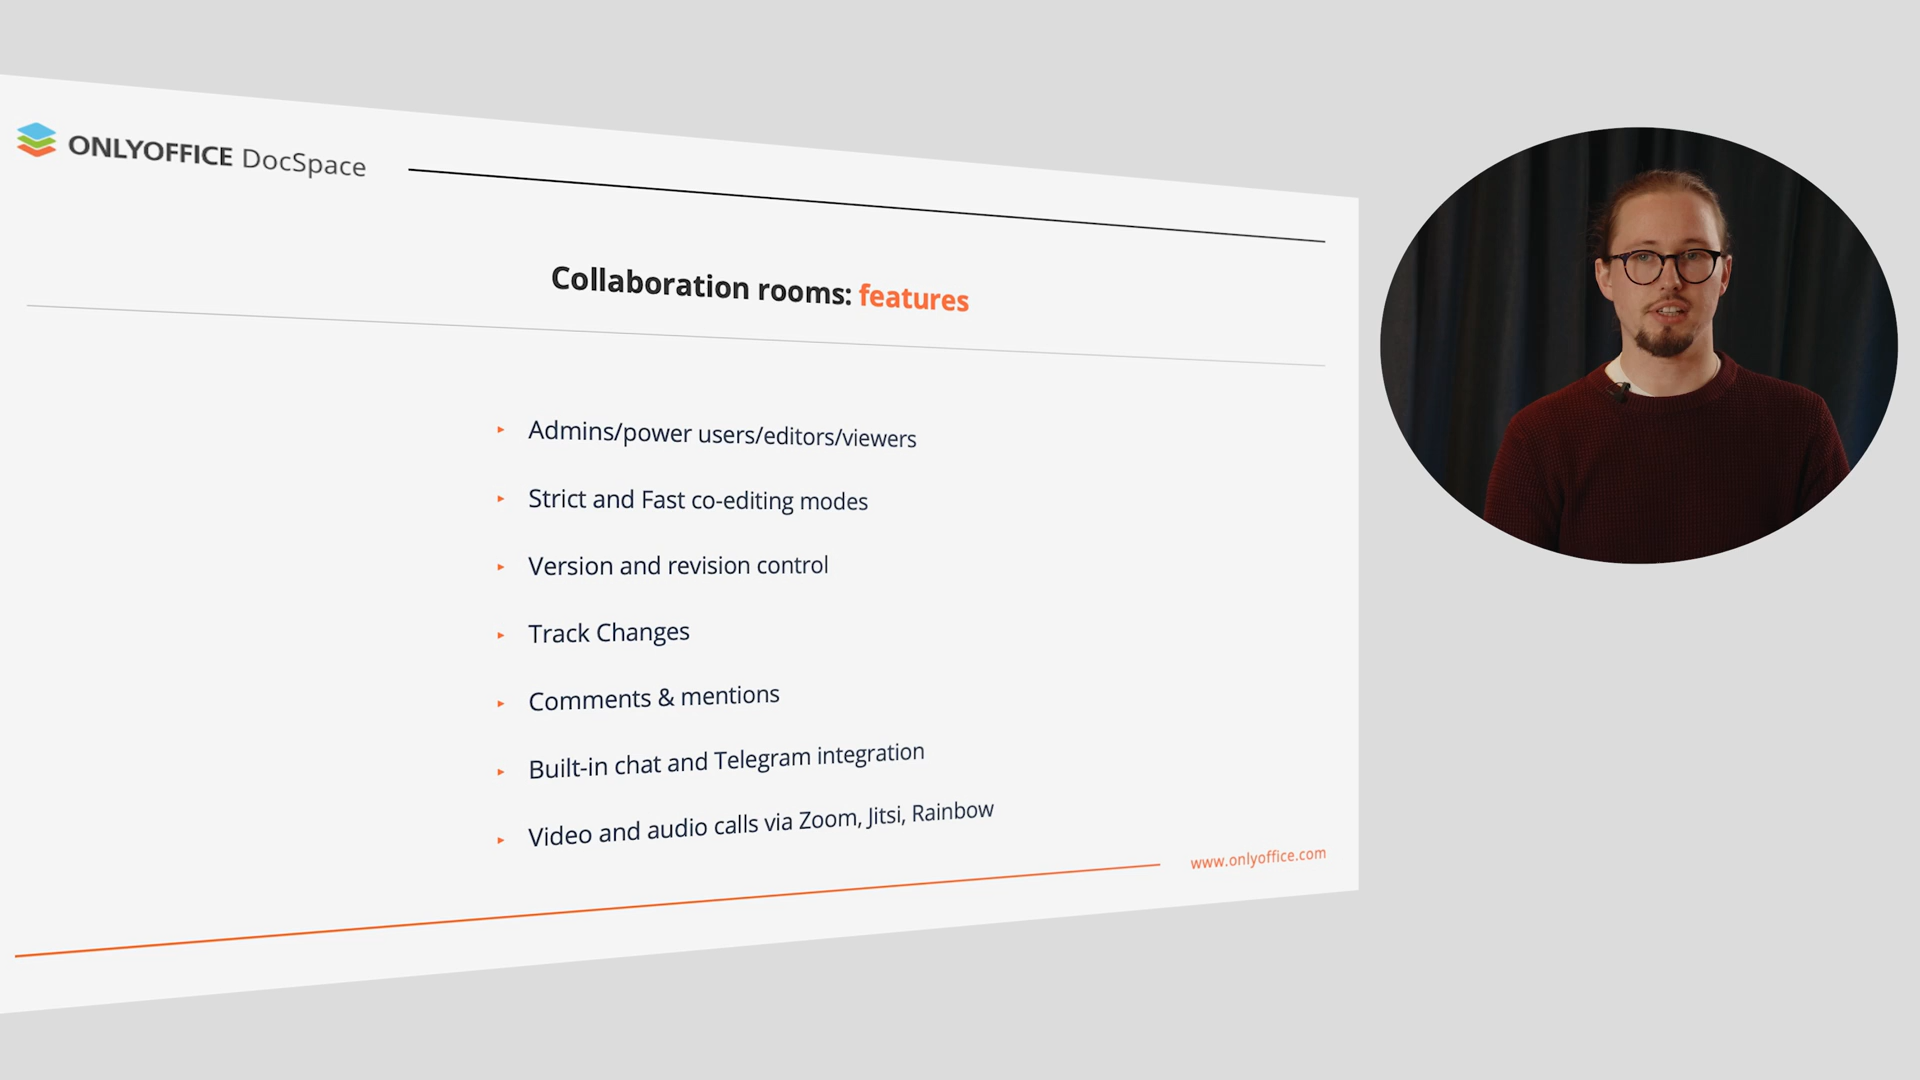 ONLYOFFICE DocSpace
Collaboration rooms: features
Admins/power users/editors/viewers
Strict and Fast co-editing modes
Version and revision control
Track Changes
Comments & mentions
Built-in chat and Telegram integration
Video and audio calls via Zoom, Jitsi, Rainbow
www.onlyoffice.com